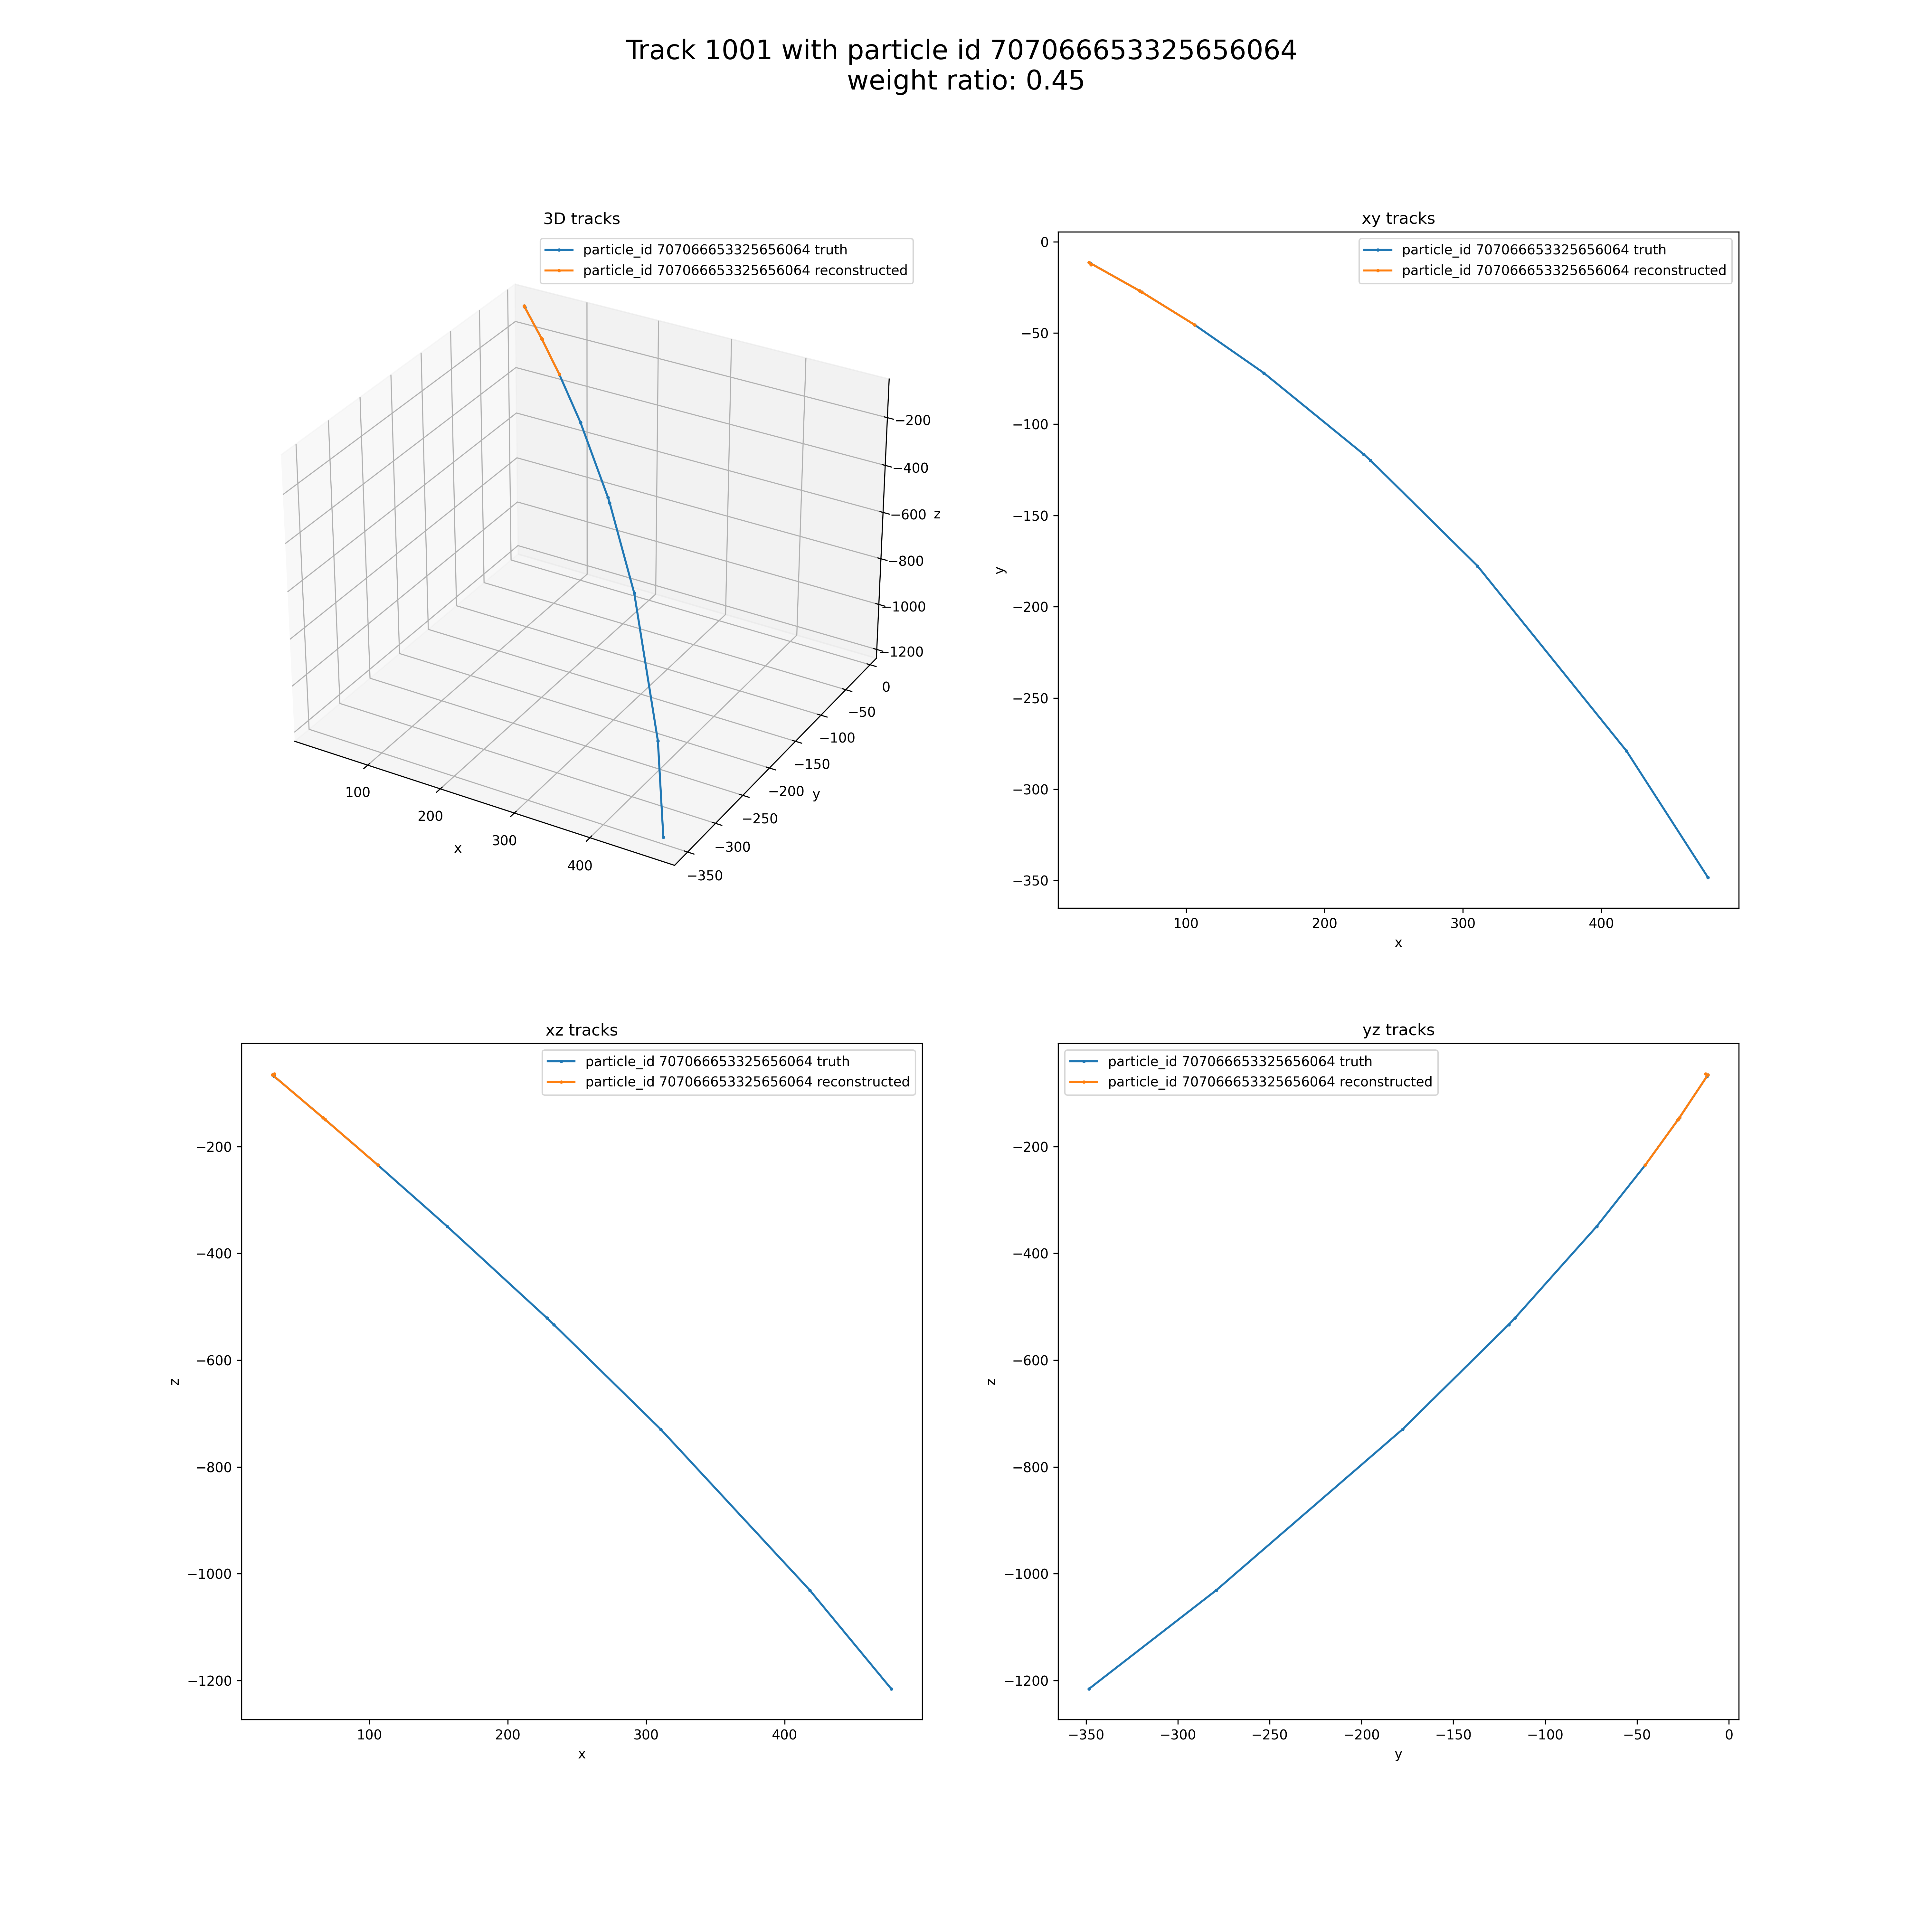 Track 1001 with particle id 707066653325656064
weight ratio: 0.45
3D tracks
particle_id 707066653325656064 truth
particle_id 707066653325656064 reconstructed
−200
−400
−600 z
−800
−1000
−1200
0
−50
−100
−150
−200 y
−250
−300
−350
100
200
300
400
x
xy tracks
particle_id 707066653325656064 truth
particle_id 707066653325656064 reconstructed
0
−50
−100
−150
y
−200
−250
−300
−350
100 200 300 400
x
xz tracks
particle_id 707066653325656064 truth
particle_id 707066653325656064 reconstructed
−200
−400
−600
z
−800
−1000
−1200
100 200 300 400
x
yz tracks
particle_id 707066653325656064 truth
particle_id 707066653325656064 reconstructed
−200
−400
−600
z
−800
−1000
−1200
−350 −300 −250 −200 −150 −100 −50 0
y